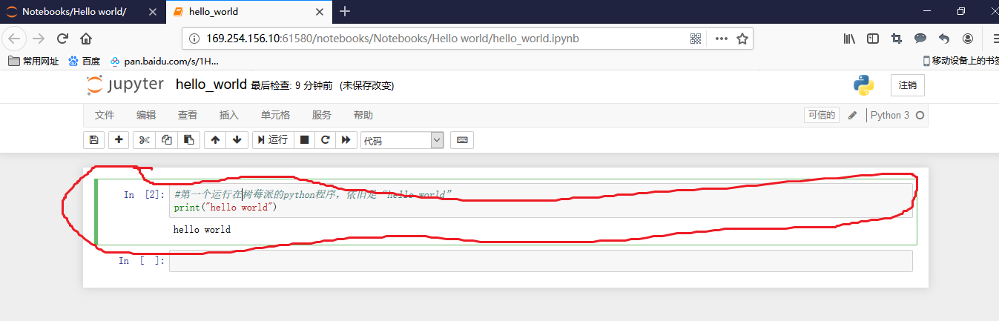 Notebooks/Hello world/
hello_world
169.254.156.10:61580/notebooks/Notebooks/Hello world/hello_world.ipynb
常用网址
百度
pan.baidu.com/s/1H...
移动设备上的书签
jupyter
hello_world 最后检查: 9 分钟前 (未保存改变)
注销
文件
编辑
查看
插入
单元格
服务
帮助
可信的
Python 3
运行
代码
In [2]:
#第一个运行在树莓派的python程序，依旧是“hello world”
print("hello world")
hello world
In [ ]: